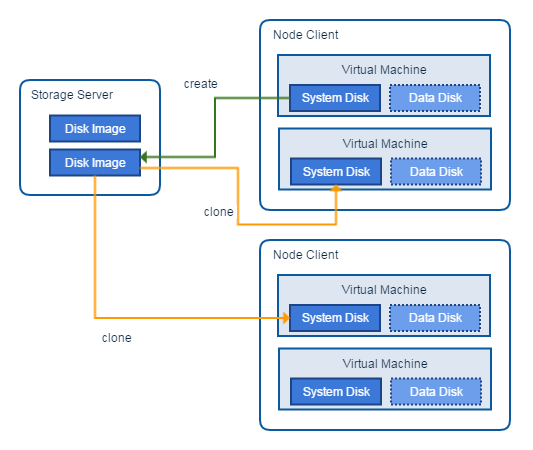 Node Client
Virtual Machine
System Disk
Data Disk
create
Storage Server
Disk Image
Disk Image
Virtual Machine
System Disk
Data Disk
clone
Node Client
Virtual Machine
System Disk
Data Disk
clone
Virtual Machine
System Disk
Data Disk